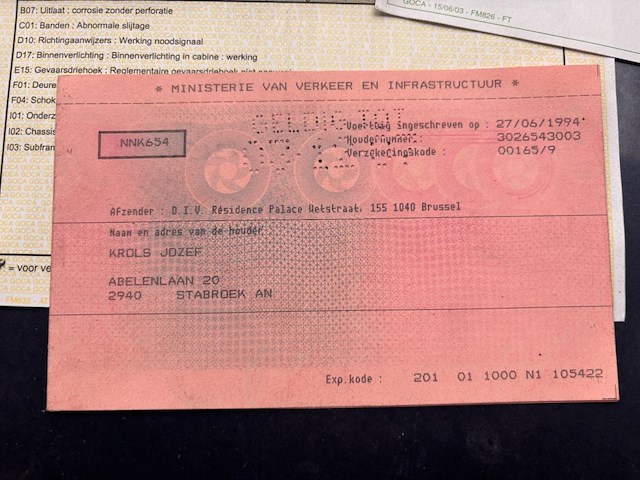 B07: Uitlaat : corrosie zonder perforatie
C01: Banden : Abnormale slijtage
D10: Richtingaanwijzers : Werking noodsignaal
D17: Binnenverlichting : Binnenverlichting in cabine : werking
E15: Gevaarsdriehoek : Reglementaire gevaarsdriehoek niet
F01: Deure
F04: Schok
I01: Onderz
I02: Chassis
I03: Subfram
= voor ve
GOCA - 15/06/03 - FM826 - FT
* MINISTERIE VAN VERKEER EN INFRASTRUCTUUR *
GELDIG TOT
NNK654
Voertuig ingeschreven op : 27/06/1994
Houdernummer: 3026543003
Verzekeringskode : 00165/9
Afzender : D.I.V. Résidence Palace Wetstraat, 155 1040 Brussel
Naam en adres van de houder
KROLS JOZEF
ABELENLAAN 20
2940 STABROEK AN
Exp.kode : 201 01 1000 N1 105422